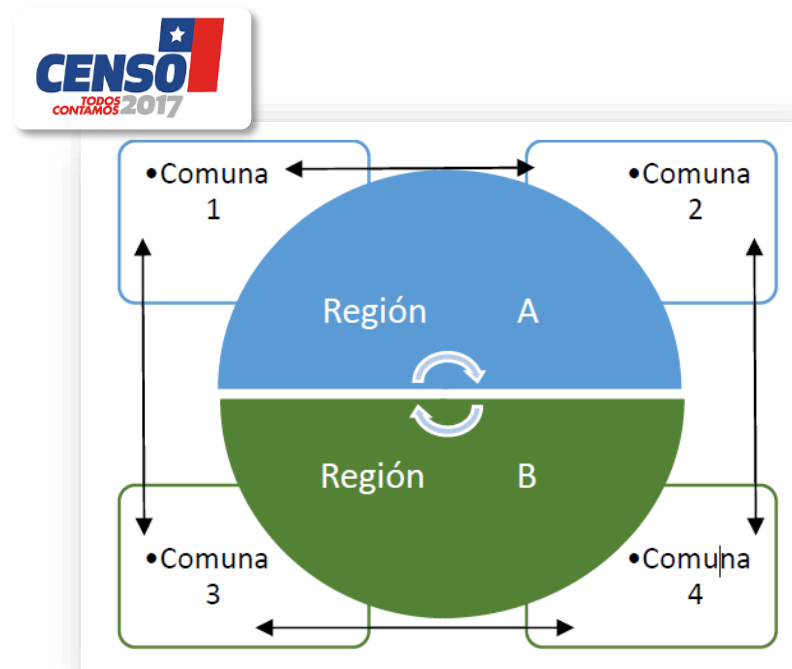 CENSO
TODOS
CONTAMOS 2017
•Comuna
1
•Comuna
2
Región A
Región B
•Comuna
3
•Comuna
4